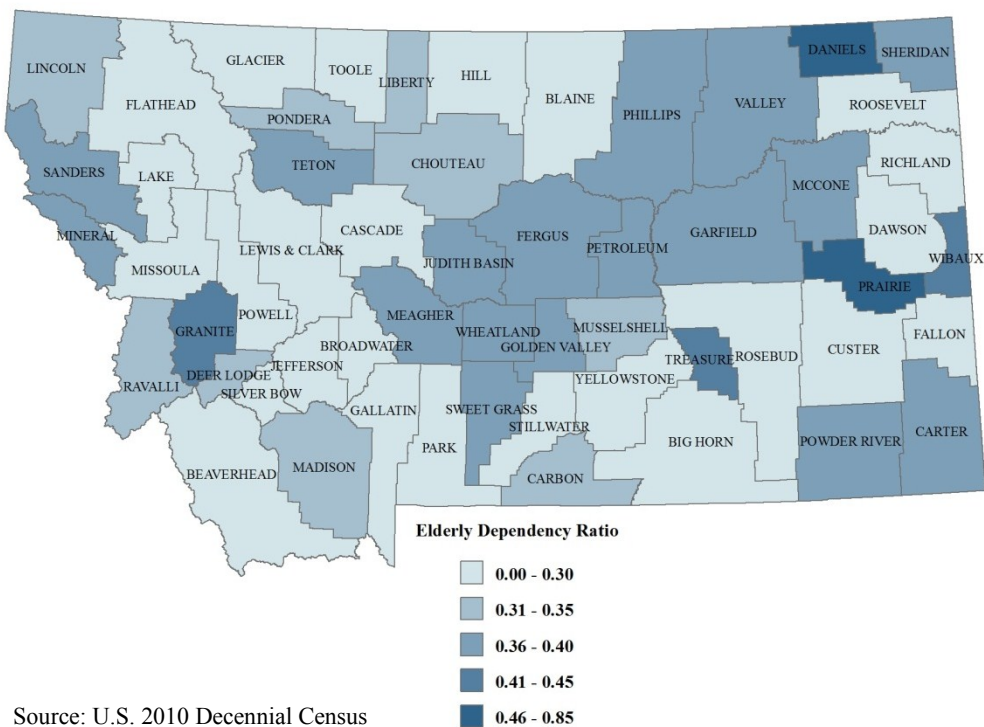 DANIELS
SHERIDAN
GLACIER
TOOLE
LIBERTY
HILL
LINCOLN
BLAINE
FLATHEAD
PHILLIPS
VALLEY
ROOSEVELT
PONDERA
TETON
CHOUTEAU
RICHLAND
SANDERS
LAKE
MCCONE
CASCADE
DAWSON
MINERAL
LEWIS & CLARK
FERGUS
PETROLEUM
GARFIELD
WIBAUX
MISSOULA
JUDITH BASIN
PRAIRIE
POWELL
MEAGHER
GRANITE
WHEATLAND
MUSSELSHELL
FALLON
BROADWATER
GOLDEN VALLEY
TREASURE
ROSEBUD
CUSTER
JEFFERSON
DEER LODGE
RAVALLI
SILVER BOW
YELLOWSTONE
GALLATIN
SWEET GRASS
STILLWATER
CARTER
BIG HORN
POWDER RIVER
PARK
MADISON
BEAVERHEAD
CARBON
Elderly Dependency Ratio
0.00 - 0.30
0.31 - 0.35
0.36 - 0.40
0.41 - 0.45
0.46 - 0.85
Source: U.S. 2010 Decennial Census